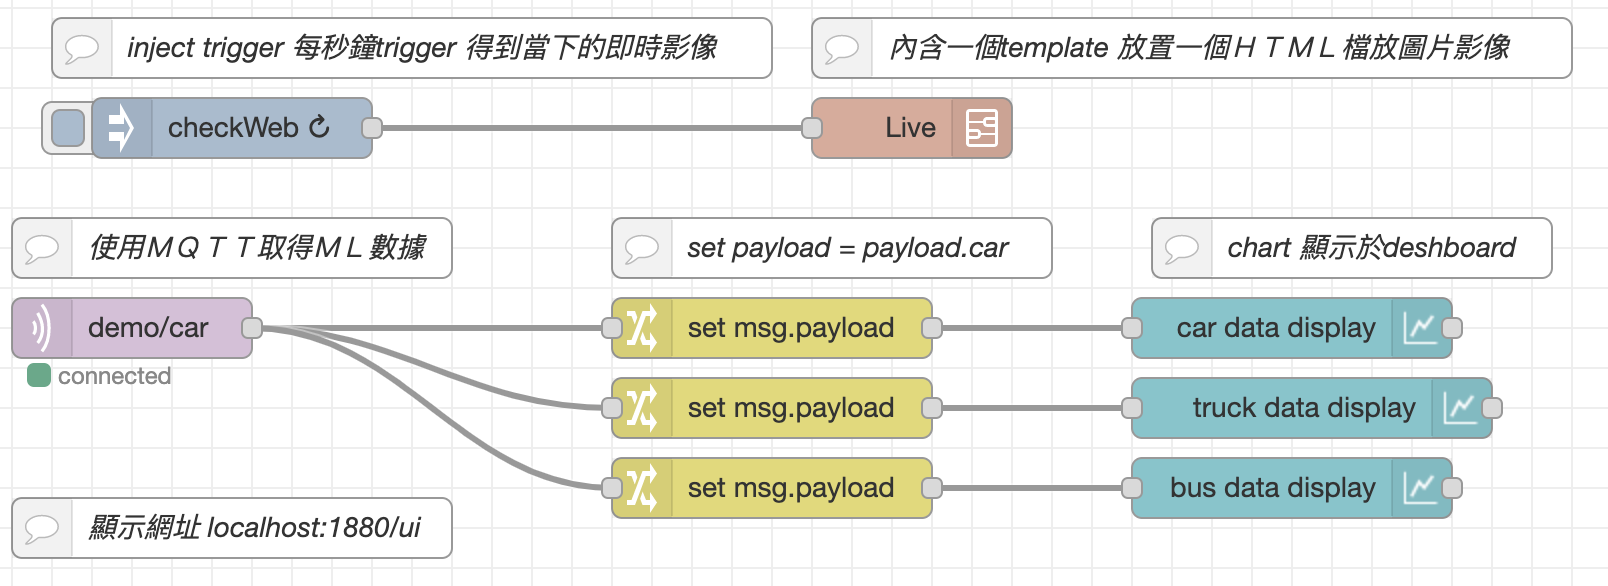 inject trigger 每秒鐘trigger 得到當下的即時影像
內含一個template 放置一個ＨＴＭＬ檔放圖片影像
checkWeb ↻
Live
使用ＭＱＴＴ取得ＭＬ數據
set payload = payload.car
chart 顯示於deshboard
demo/car
set msg.payload
car data display
connected
set msg.payload
truck data display
set msg.payload
bus data display
顯示網址 localhost:1880/ui